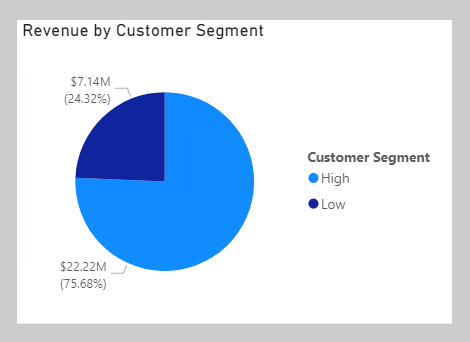 Revenue by Customer Segment
$7.14M
(24.32%)
Customer Segment
High
Low
$22.22M
(75.68%)